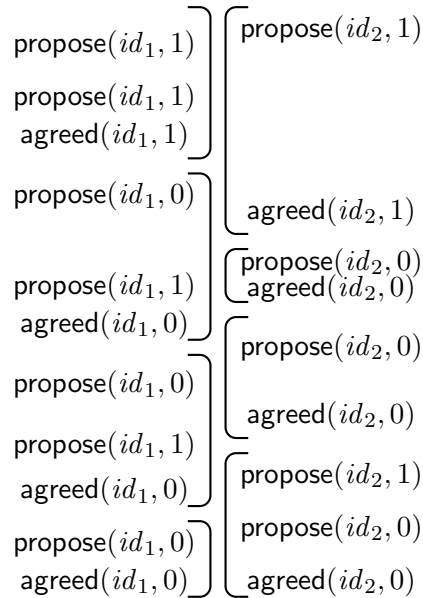 propose(id₁, 1)
propose(id₁, 1)
agreed(id₁, 1)
propose(id₁, 0)
propose(id₁, 1)
agreed(id₁, 0)
propose(id₁, 0)
propose(id₁, 1)
agreed(id₁, 0)
propose(id₁, 0)
agreed(id₁, 0)
propose(id₂, 1)
agreed(id₂, 1)
propose(id₂, 0)
agreed(id₂, 0)
propose(id₂, 0)
agreed(id₂, 0)
propose(id₂, 1)
propose(id₂, 0)
agreed(id₂, 0)